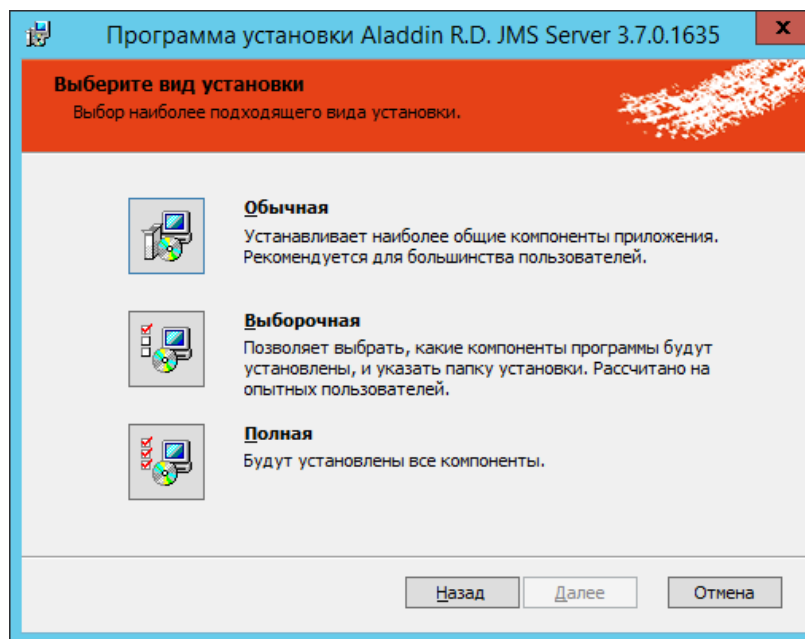 Программа установки Aladdin R.D. JMS Server 3.7.0.1635
x
Выберите вид установки
Выбор наиболее подходящего вида установки.
Обычная
Устанавливает наиболее общие компоненты приложения.
Рекомендуется для большинства пользователей.
Выборочная
Позволяет выбрать, какие компоненты программы будут
установлены, и указать папку установки. Рассчитано на
опытных пользователей.
Полная
Будут установлены все компоненты.
Назад Далее Отмена